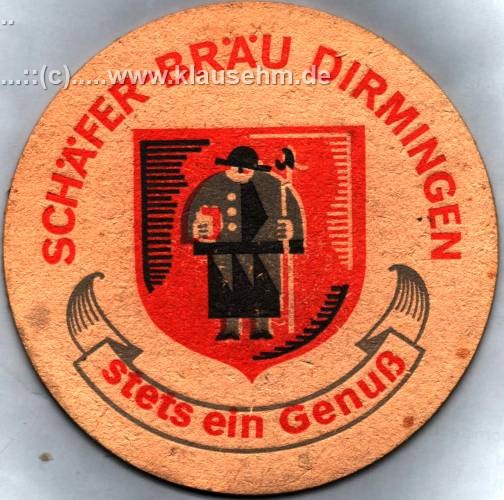 ...::(c).....www.klausehm.de
SCHÄFER-BRÄU DIRMINGEN
stets ein Genuß